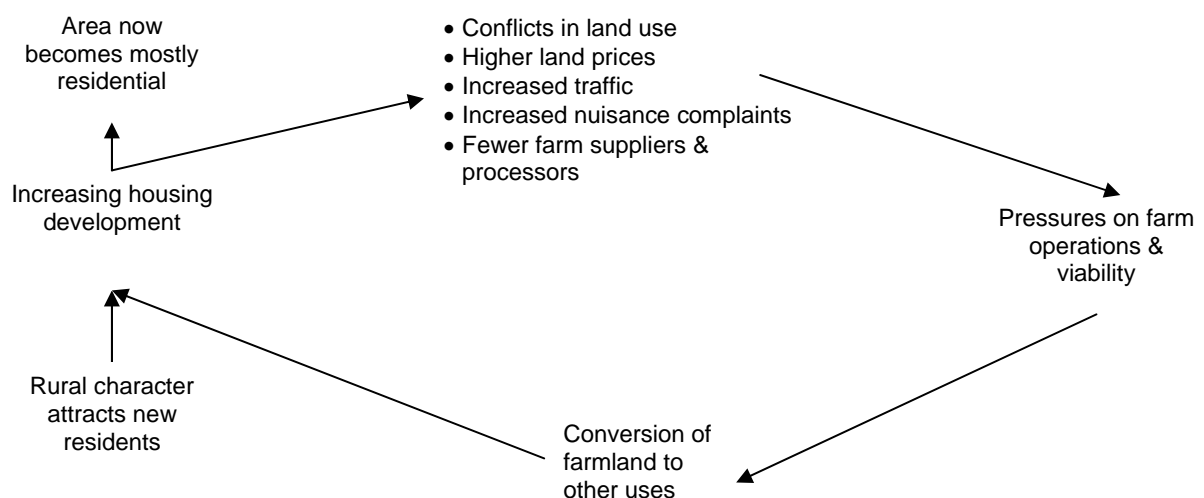 Area now
becomes mostly
residential
• Conflicts in land use
• Higher land prices
• Increased traffic
• Increased nuisance complaints
• Fewer farm suppliers &
processors
Increasing housing
development
Pressures on farm
operations &
viability
Rural character
attracts new
residents
Conversion of
farmland to
other uses